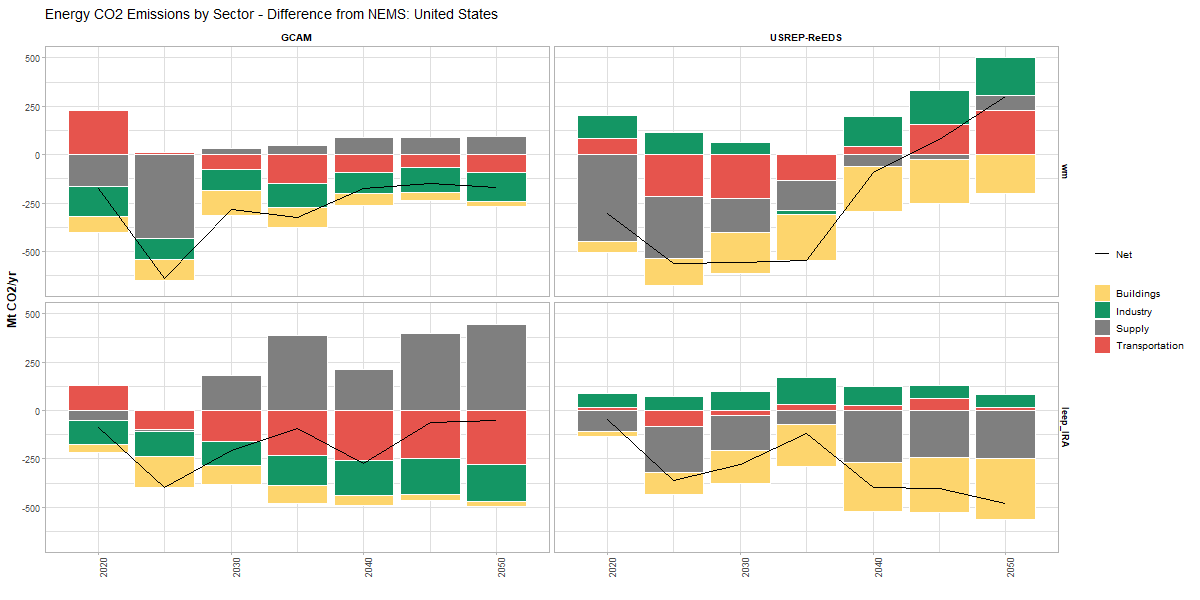 Energy CO2 Emissions by Sector - Difference from NEMS: United States
GCAM
USREP-ReEDS
500
250
0
-250
-500
wm
Mt CO2/yr
500
250
0
-250
-500
leep_IRA
2020
2030
2040
2050
2020
2030
2040
2050
Net
Buildings
Industry
Supply
Transportation